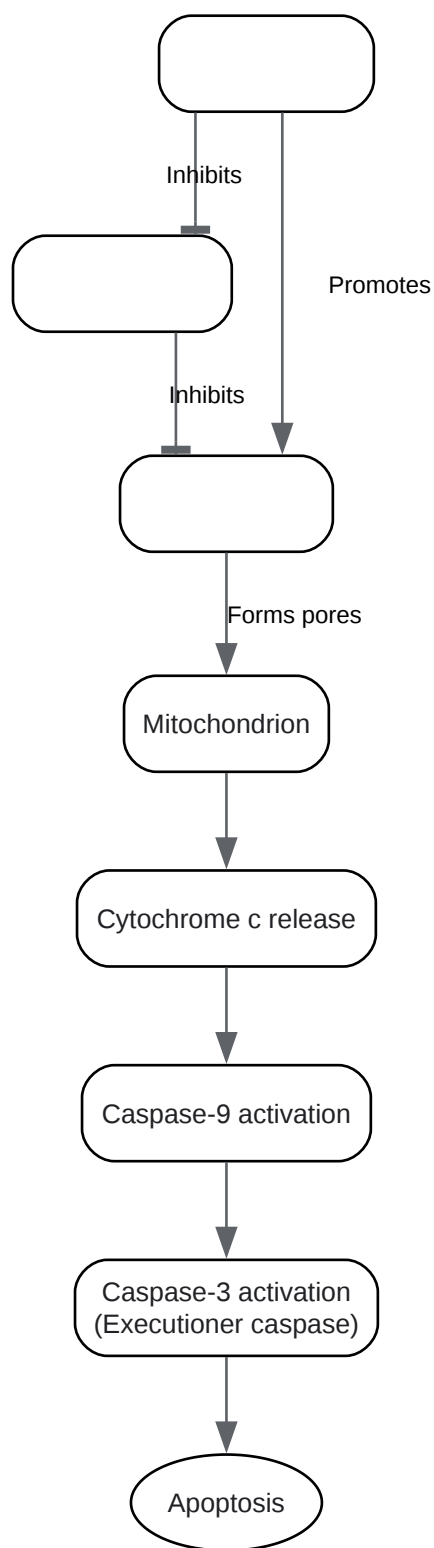 Inhibits
Promotes
Inhibits
Forms pores
Mitochondrion
Cytochrome c release
Caspase-9 activation
Caspase-3 activation
(Executioner caspase)
Apoptosis